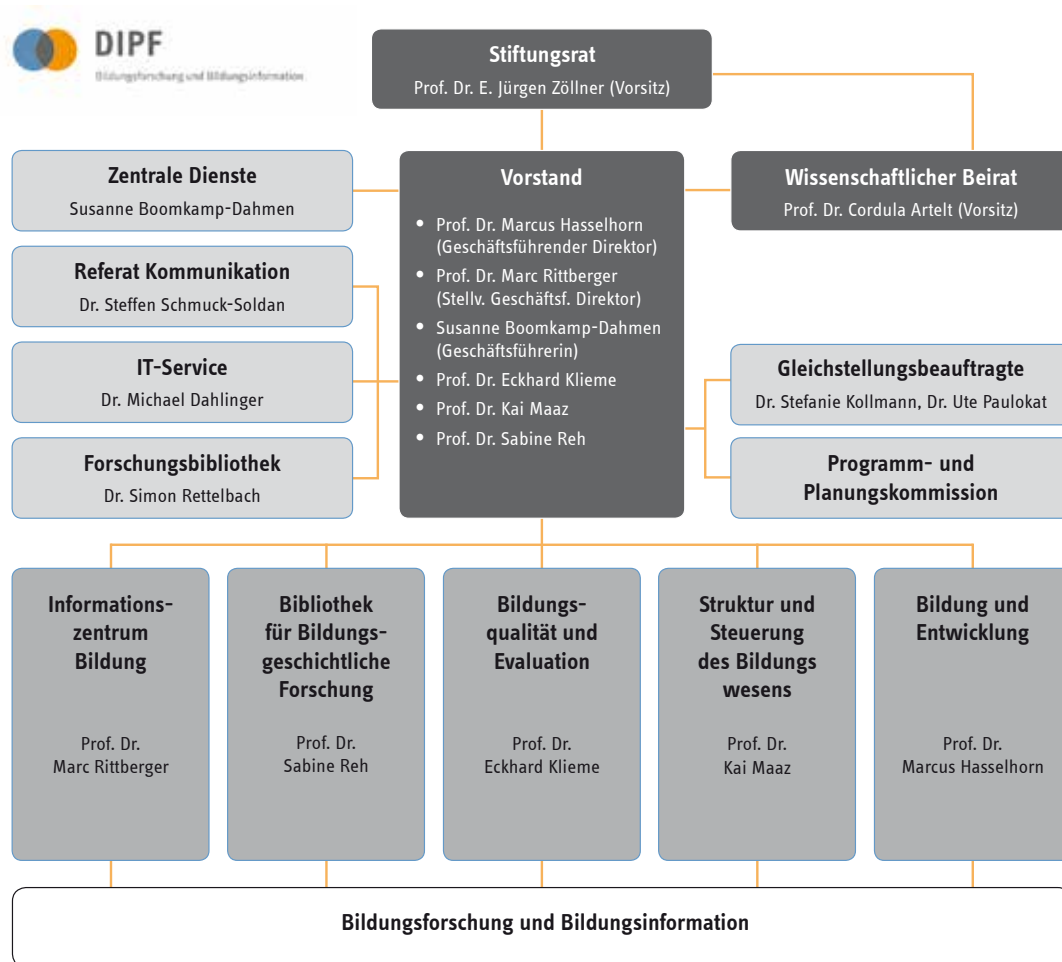 DIPF
Bildungsforschung und Bildungsinformation
Stiftungsrat
Prof. Dr. E. Jürgen Zöllner (Vorsitz)
Zentrale Dienste
Susanne Boomkamp-Dahmen
Referat Kommunikation
Dr. Steffen Schmuck-Soldan
IT-Service
Dr. Michael Dahlinger
Forschungsbibliothek
Dr. Simon Rettelbach
Vorstand
• Prof. Dr. Marcus Hasselhorn
(Geschäftsführender Direktor)
• Prof. Dr. Marc Rittberger
(Stellv. Geschäftsf. Direktor)
• Susanne Boomkamp-Dahmen
(Geschäftsführerin)
• Prof. Dr. Eckhard Klieme
• Prof. Dr. Kai Maaz
• Prof. Dr. Sabine Reh
Wissenschaftlicher Beirat
Prof. Dr. Cordula Artelt (Vorsitz)
Gleichstellungsbeauftragte
Dr. Stefanie Kollmann, Dr. Ute Paulokat
Programm- und
Planungskommission
Informations-
zentrum
Bildung
Prof. Dr.
Marc Rittberger
Bibliothek
für Bildungs-
geschichtliche
Forschung
Prof. Dr.
Sabine Reh
Bildungs-
qualität und
Evaluation
Prof. Dr.
Eckhard Klieme
Struktur und
Steuerung
des Bildungs
wesens
Prof. Dr.
Kai Maaz
Bildung und
Entwicklung
Prof. Dr.
Marcus Hasselhorn
Bildungsforschung und Bildungsinformation